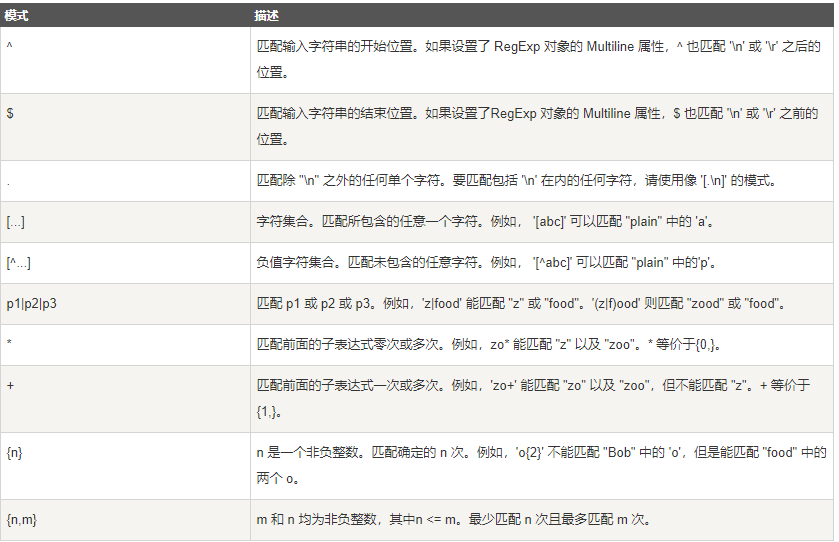 模式 描述
^ 匹配输入字符串的开始位置。如果设置了 RegExp 对象的 Multiline 属性，^ 也匹配 '\n' 或 '\r' 之后的
位置。
$ 匹配输入字符串的结束位置。如果设置了RegExp 对象的 Multiline 属性，$ 也匹配 '\n' 或 '\r' 之前的
位置。
. 匹配除 "\n" 之外的任何单个字符。要匹配包括 '\n' 在内的任何字符，请使用像 '[.\n]' 的模式。
[...] 字符集合。匹配所包含的任意一个字符。例如， '[abc]' 可以匹配 "plain" 中的 'a'。
[^...] 负值字符集合。匹配未包含的任意字符。例如， '[^abc]' 可以匹配 "plain" 中的'p'。
p1|p2|p3 匹配 p1 或 p2 或 p3。例如，'z|food' 能匹配 "z" 或 "food"。'(z|f)ood' 则匹配 "zood" 或 "food"。
* 匹配前面的子表达式零次或多次。例如，zo* 能匹配 "z" 以及 "zoo"。* 等价于{0,}。
+ 匹配前面的子表达式一次或多次。例如，'zo+' 能匹配 "zo" 以及 "zoo"，但不能匹配 "z"。+ 等价于
{1,}。
{n} n 是一个非负整数。匹配确定的 n 次。例如，'o{2}' 不能匹配 "Bob" 中的 'o'，但是能匹配 "food" 中的
两个 o。
{n,m} m 和 n 均为非负整数，其中n <= m。最少匹配 n 次且最多匹配 m 次。